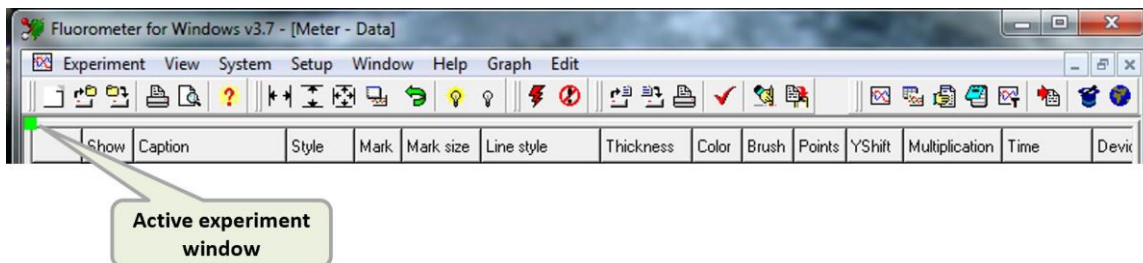 Fluorometer for Windows v3.7 - [Meter - Data]
Experiment View System Setup Window Help Graph Edit
Show Caption Style Mark Mark size Line style Thickness Color Brush Points YShift Multiplication Time Devic
Active experiment
window